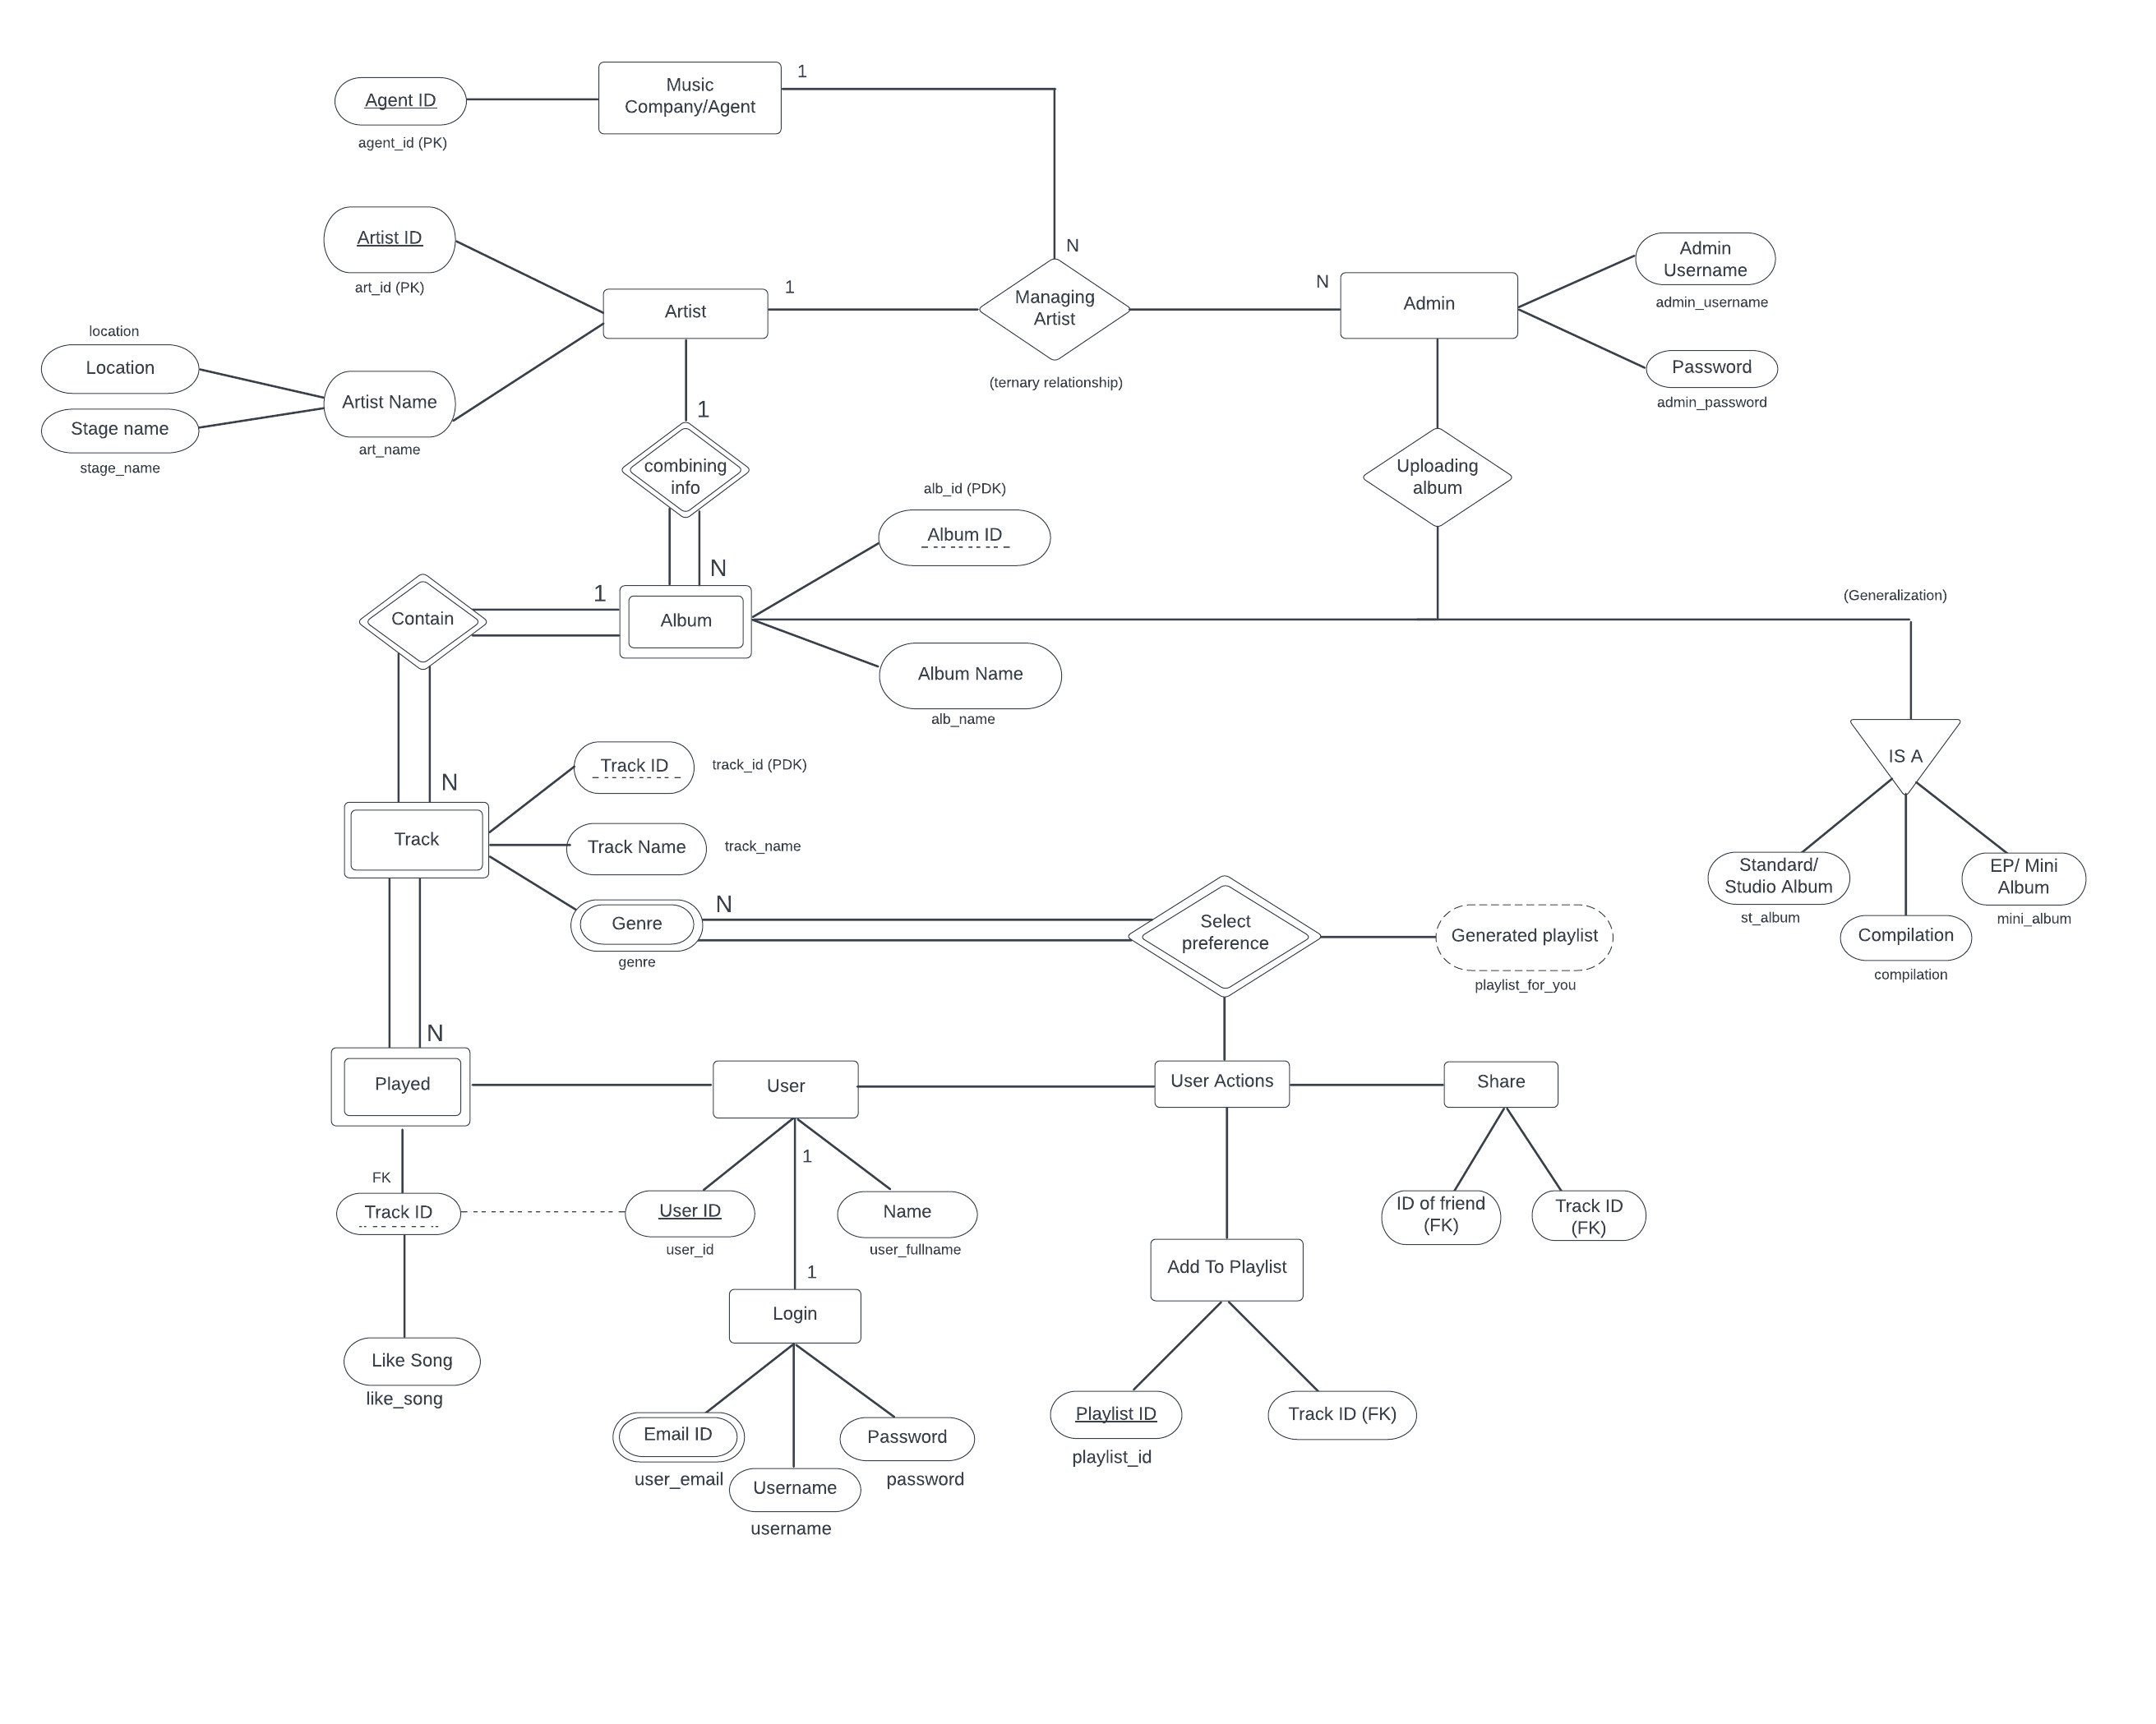 1
Music
Company/Agent
Agent ID
agent_id (PK)
Artist ID
art_id (PK)
N
Admin
Username
admin_username
1
N
Managing
Artist
Artist
Admin
location
Location
Artist Name
Stage name
art_name
stage_name
(ternary relationship)
Password
admin_password
1
combining
info
Uploading
album
alb_id (PDK)
Album ID
N
1
Contain
Album
(Generalization)
Album Name
alb_name
IS A
Track ID
track_id (PDK)
N
Track
Track Name
track_name
Standard/
Studio Album
st_album
EP/ Mini
Album
mini_album
Compilation
compilation
N
Genre
genre
Select
preference
Generated playlist
playlist_for_you
N
Played
User
User Actions
Share
1
FK
Track ID
User ID
user_id
Name
user_fullname
ID of friend
(FK)
Track ID
(FK)
1
Login
Add To Playlist
Like Song
like_song
Email ID
user_email
Password
password
Username
username
Playlist ID
playlist_id
Track ID (FK)